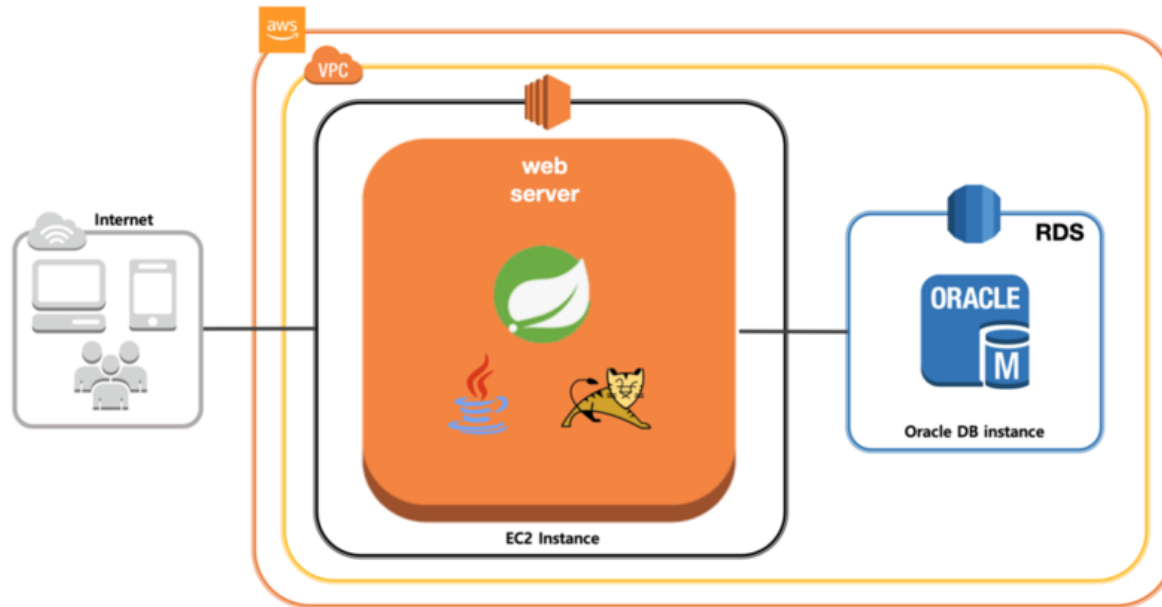 aws
VPC
web
server
Internet
RDS
ORACLE
M
Oracle DB instance
EC2 Instance